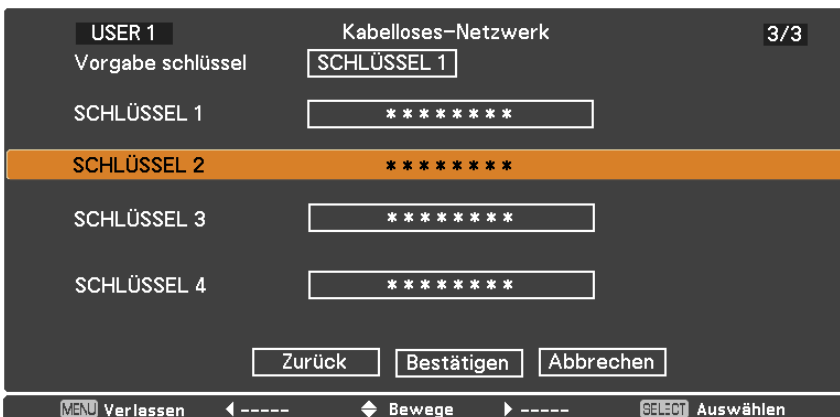 USER 1 Kabelloses-Netzwerk 3/3
Vorgabe schlüssel SCHLÜSSEL 1
SCHLÜSSEL 1 ********
SCHLÜSSEL 2 ********
SCHLÜSSEL 3 ********
SCHLÜSSEL 4 ********
Zurück Bestätigen Abbrechen
MENU Verlassen ◀ ----- ◆ Bewege ▶ ----- SELECT Auswählen